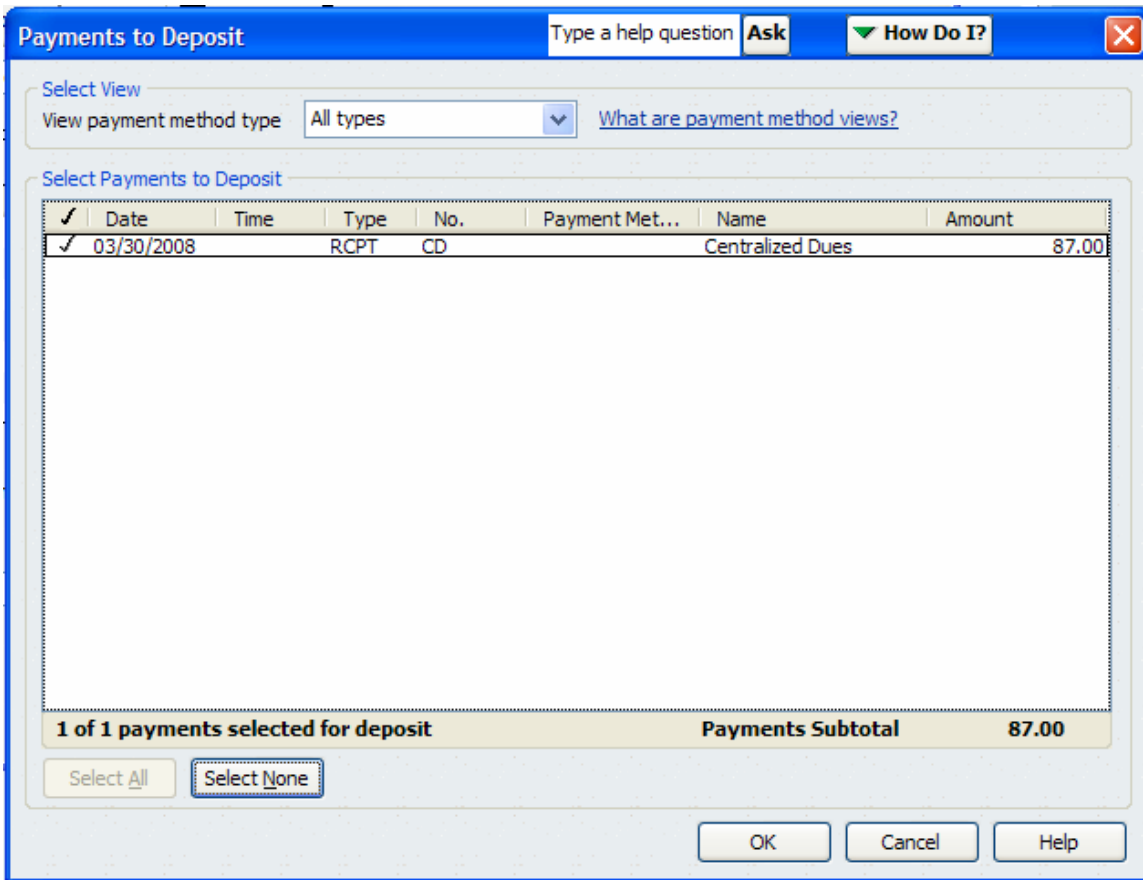 Payments to Deposit Type a help question Ask How Do I?
Select View
View payment method type All types What are payment method views?
Select Payments to Deposit
✓ Date Time Type No. Payment Met... Name Amount
✓ 03/30/2008 RCPT CD Centralized Dues 87.00
1 of 1 payments selected for deposit Payments Subtotal 87.00
Select All Select None
OK Cancel Help